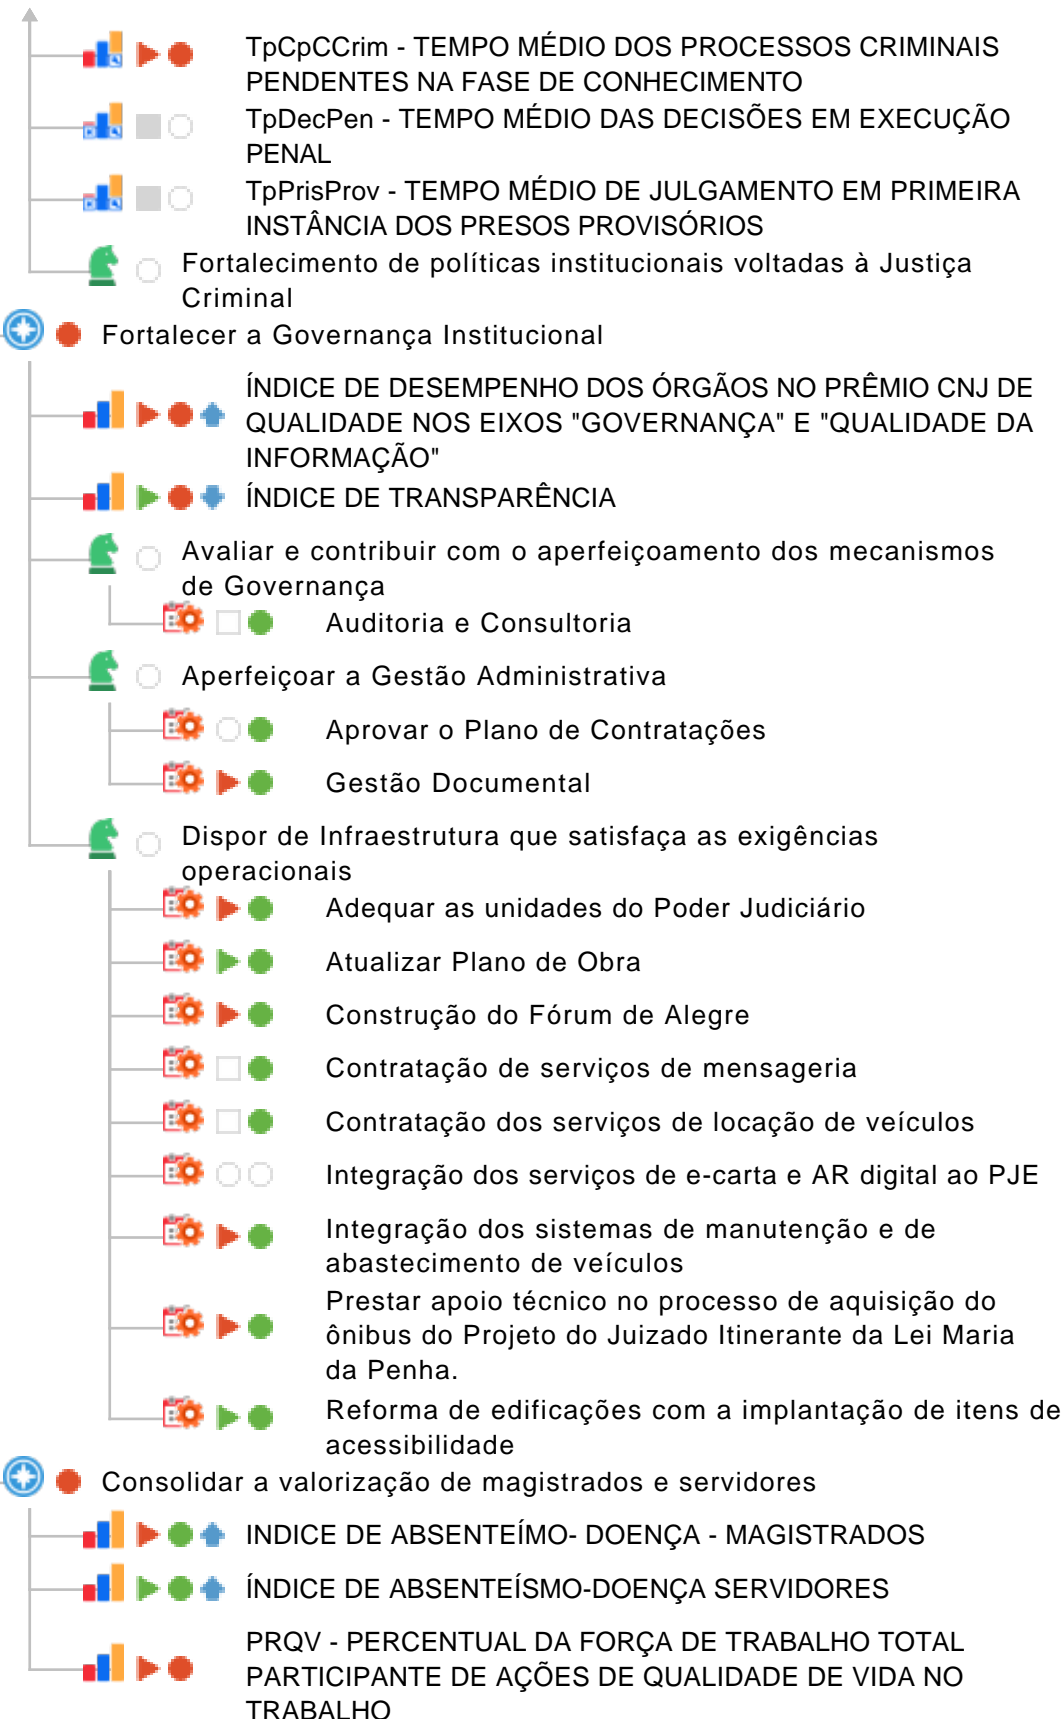 TpCpCCrim - TEMPO MÉDIO DOS PROCESSOS CRIMINAIS
PENDENTES NA FASE DE CONHECIMENTO
TpDecPen - TEMPO MÉDIO DAS DECISÕES EM EXECUÇÃO
PENAL
TpPrisProv - TEMPO MÉDIO DE JULGAMENTO EM PRIMEIRA
INSTÂNCIA DOS PRESOS PROVISÓRIOS
Fortalecimento de políticas institucionais voltadas à Justiça
Criminal
Fortalecer a Governança Institucional
ÍNDICE DE DESEMPENHO DOS ÓRGÃOS NO PRÊMIO CNJ DE
QUALIDADE NOS EIXOS "GOVERNANÇA" E "QUALIDADE DA
INFORMAÇÃO"
ÍNDICE DE TRANSPARÊNCIA
Avaliar e contribuir com o aperfeiçoamento dos mecanismos
de Governança
Auditoria e Consultoria
Aperfeiçoar a Gestão Administrativa
Aprovar o Plano de Contratações
Gestão Documental
Dispor de Infraestrutura que satisfaça as exigências
operacionais
Adequar as unidades do Poder Judiciário
Atualizar Plano de Obra
Construção do Fórum de Alegre
Contratação de serviços de mensageria
Contratação dos serviços de locação de veículos
Integração dos serviços de e-carta e AR digital ao PJE
Integração dos sistemas de manutenção e de
abastecimento de veículos
Prestar apoio técnico no processo de aquisição do
ônibus do Projeto do Juizado Itinerante da Lei Maria
da Penha.
Reforma de edificações com a implantação de itens de
acessibilidade
Consolidar a valorização de magistrados e servidores
INDICE DE ABSENTEÍMO- DOENÇA - MAGISTRADOS
ÍNDICE DE ABSENTEÍSMO-DOENÇA SERVIDORES
PRQV - PERCENTUAL DA FORÇA DE TRABALHO TOTAL
PARTICIPANTE DE AÇÕES DE QUALIDADE DE VIDA NO
TRABALHO